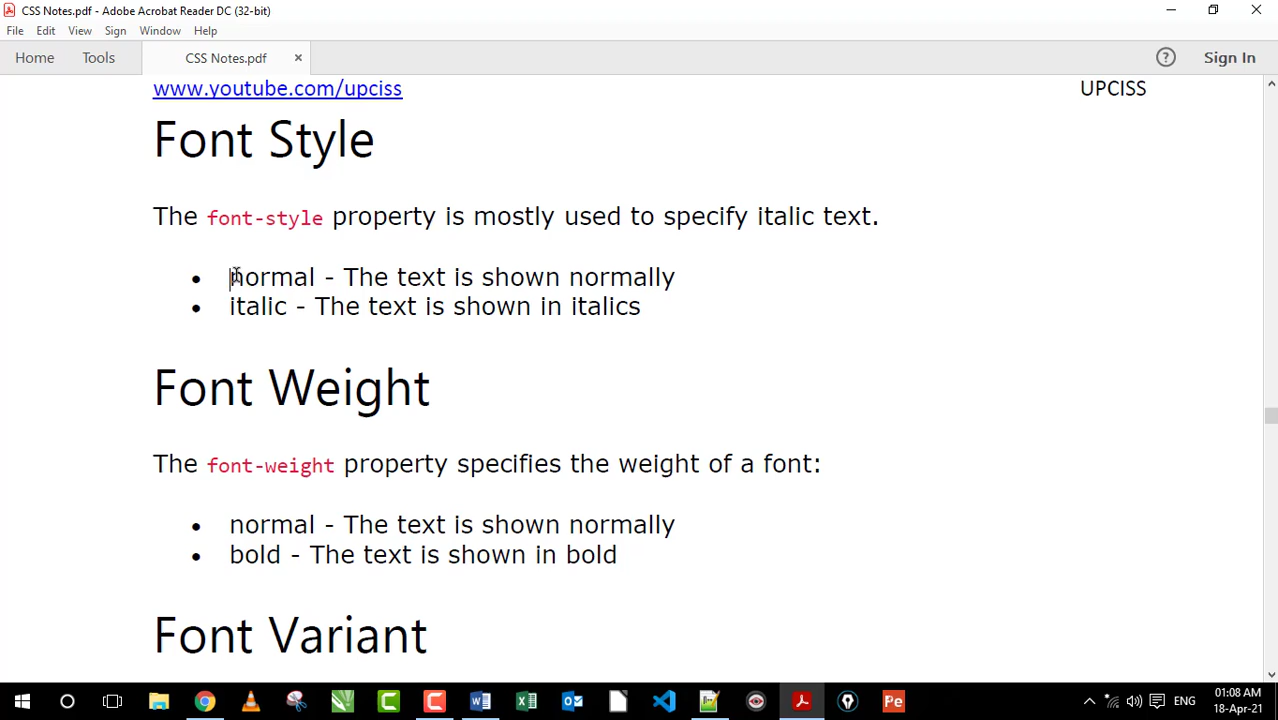 CSS Notes.pdf - Adobe Acrobat Reader DC (32-bit)
File Edit View Sign Window Help
Home Tools CSS Notes.pdf × ? Sign In
www.youtube.com/upciss UPCISS
Font Style
The font-style property is mostly used to specify italic text.
• normal - The text is shown normally
• italic - The text is shown in italics
Font Weight
The font-weight property specifies the weight of a font:
• normal - The text is shown normally
• bold - The text is shown in bold
Font Variant
ENG 01:08 AM
18-Apr-21
Pe